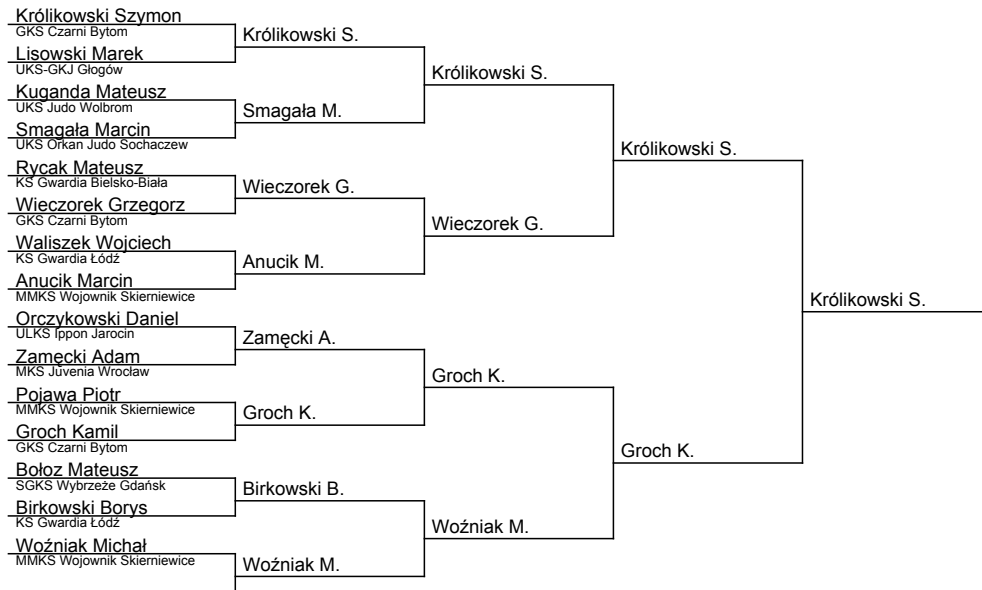 Królikowski Szymon
GKS Czarni Bytom
Lisowski Marek
UKS-GKJ Głogów
Kuganda Mateusz
UKS Judo Wolbrom
Smagała Marcin
UKS Orkan Judo Sochaczew
Rycak Mateusz
KS Gwardia Bielsko-Biała
Wieczorek Grzegorz
GKS Czarni Bytom
Waliszek Wojciech
KS Gwardia Łódź
Anucik Marcin
MMKS Wojownik Skierniewice
Orczykowski Daniel
ULKS Ippon Jarocin
Zamęcki Adam
MKS Juvenia Wrocław
Pojawa Piotr
MMKS Wojownik Skierniewice
Groch Kamil
GKS Czarni Bytom
Bołoz Mateusz
SGKS Wybrzeże Gdańsk
Birkowski Borys
KS Gwardia Łódź
Woźniak Michał
MMKS Wojownik Skierniewice
Królikowski S.
Smagała M.
Wieczorek G.
Anucik M.
Zamęcki A.
Groch K.
Birkowski B.
Woźniak M.
Królikowski S.
Wieczorek G.
Groch K.
Woźniak M.
Królikowski S.
Groch K.
Królikowski S.